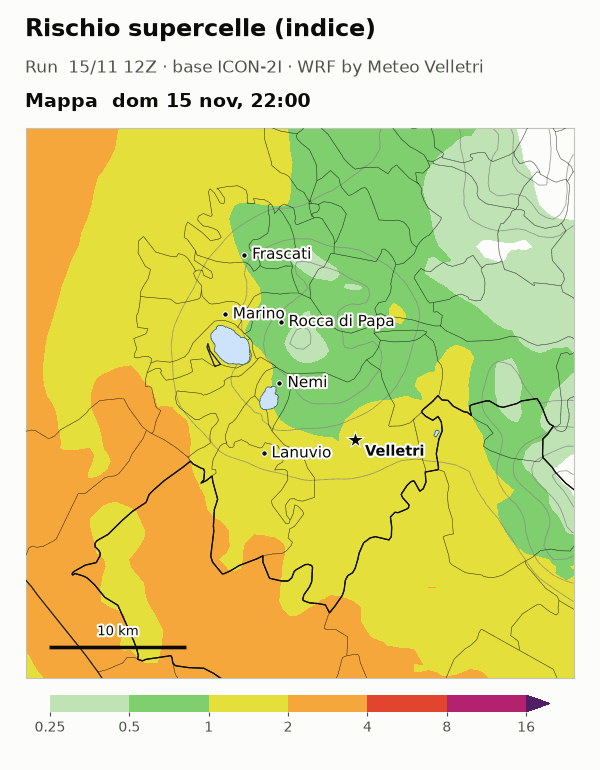 Rischio supercelle (indice)
Run  15/11 12Z · base ICON-2I · WRF by Meteo Velletri
Mappa  dom 15 nov, 22:00
Frascati
Marino
Rocca di Papa
Nemi
Velletri
Lanuvio
10 km
0.25 0.5 1 2 4 8 16